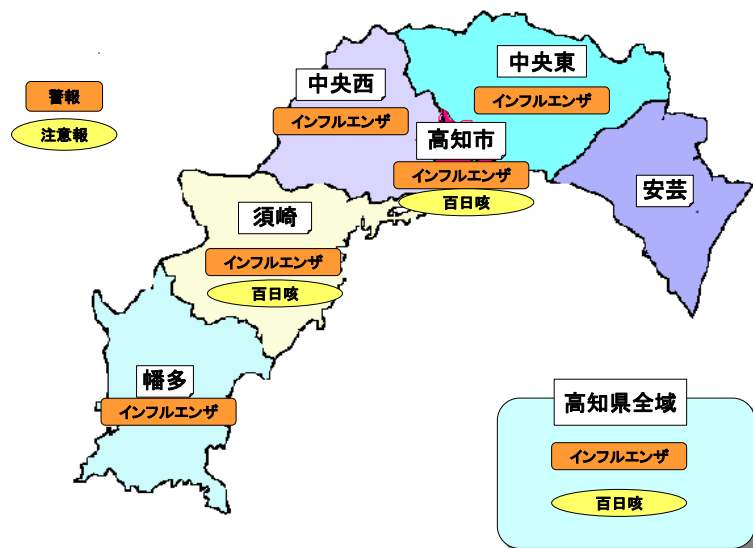 警報
注意報
中央西
インフルエンザ
中央東
インフルエンザ
高知市
インフルエンザ
百日咳
安芸
須崎
インフルエンザ
百日咳
幡多
インフルエンザ
高知県全域
インフルエンザ
百日咳